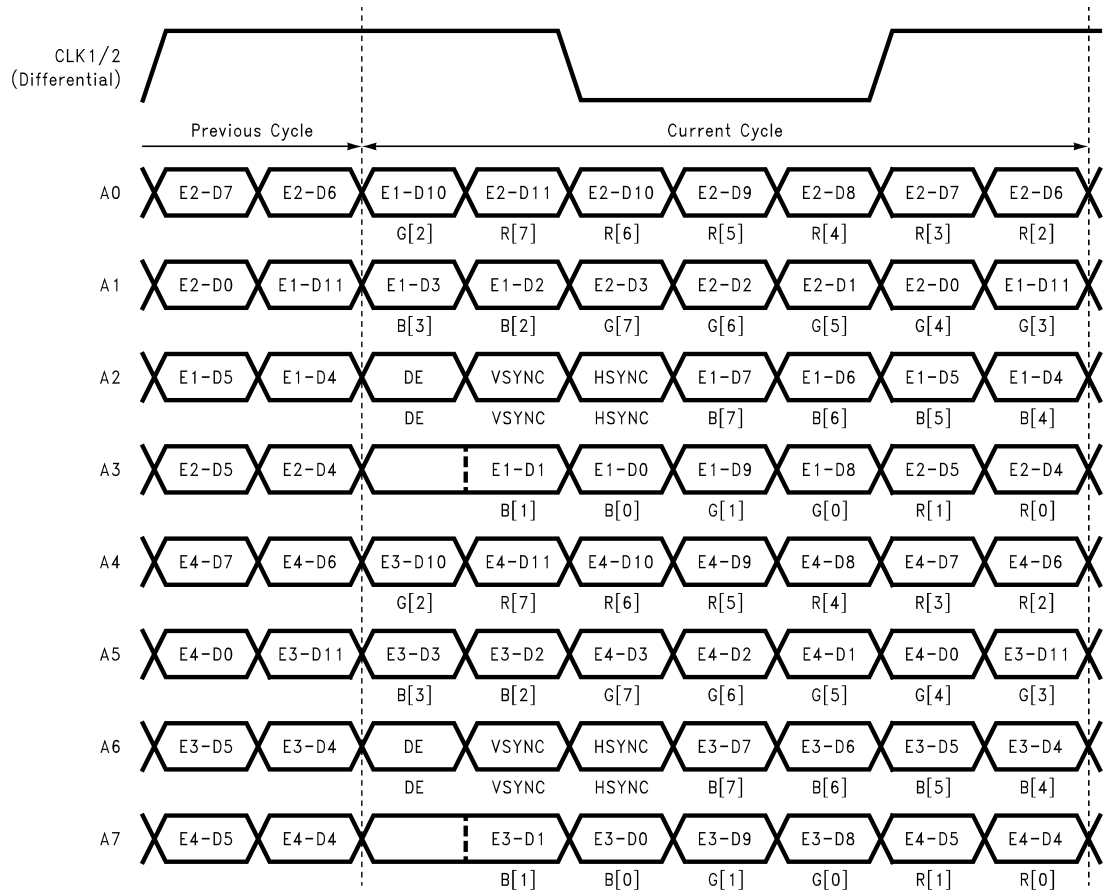 CLK1/2
(Differential)
Previous Cycle Current Cycle
A0 E2-D7 E2-D6 E1-D10 E2-D11 E2-D10 E2-D9 E2-D8 E2-D7 E2-D6
G[2] R[7] R[6] R[5] R[4] R[3] R[2]
A1 E2-D0 E1-D11 E1-D3 E1-D2 E2-D3 E2-D2 E2-D1 E2-D0 E1-D11
B[3] B[2] G[7] G[6] G[5] G[4] G[3]
A2 E1-D5 E1-D4 DE VSYNC HSYNC E1-D7 E1-D6 E1-D5 E1-D4
DE VSYNC HSYNC B[7] B[6] B[5] B[4]
A3 E2-D5 E2-D4 E1-D1 E1-D0 E1-D9 E1-D8 E2-D5 E2-D4
B[1] B[0] G[1] G[0] R[1] R[0]
A4 E4-D7 E4-D6 E3-D10 E4-D11 E4-D10 E4-D9 E4-D8 E4-D7 E4-D6
G[2] R[7] R[6] R[5] R[4] R[3] R[2]
A5 E4-D0 E3-D11 E3-D3 E3-D2 E4-D3 E4-D2 E4-D1 E4-D0 E3-D11
B[3] B[2] G[7] G[6] G[5] G[4] G[3]
A6 E3-D5 E3-D4 DE VSYNC HSYNC E3-D7 E3-D6 E3-D5 E3-D4
DE VSYNC HSYNC B[7] B[6] B[5] B[4]
A7 E4-D5 E4-D4 E3-D1 E3-D0 E3-D9 E3-D8 E4-D5 E4-D4
B[1] B[0] G[1] G[0] R[1] R[0]